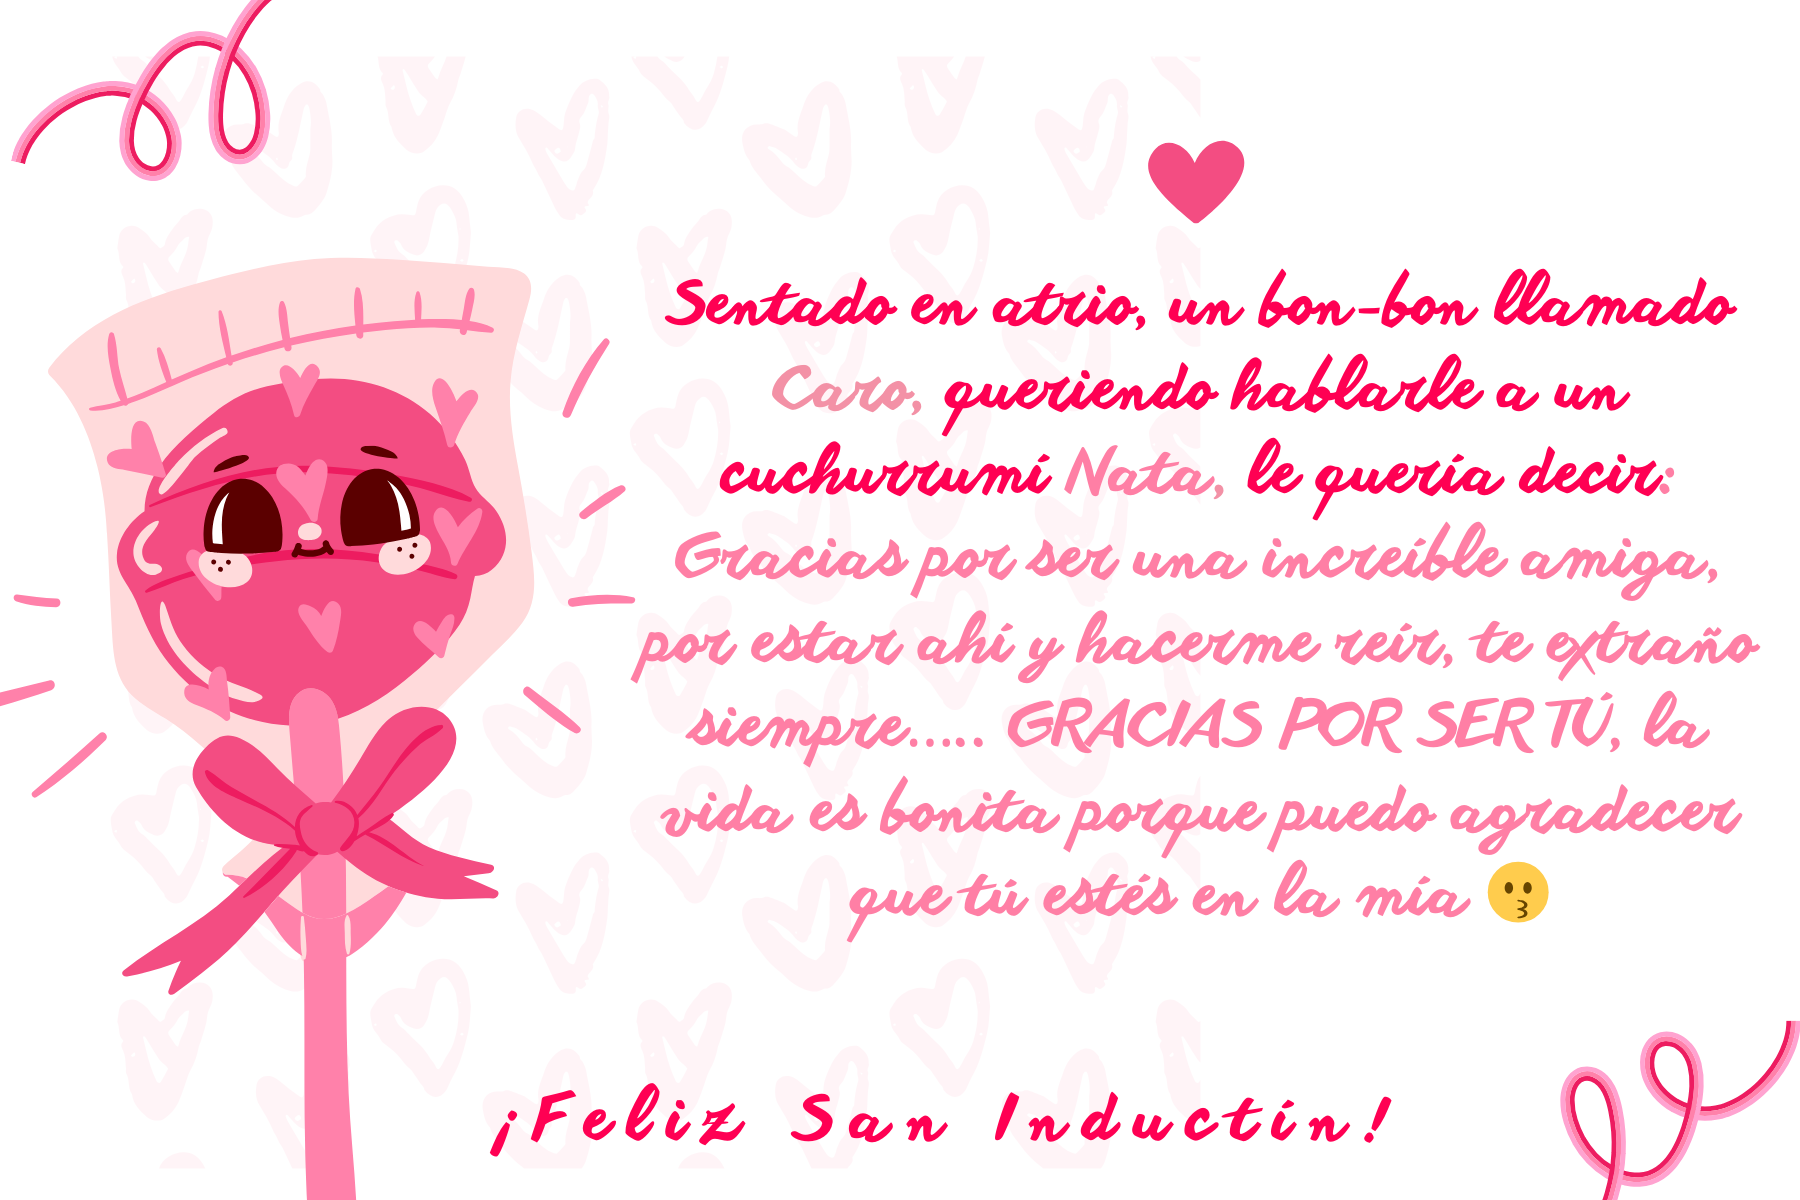 Sentado en atrio, un bon-bon llamado
Caro, queriendo hablarle a un
cuchurrumí Nata, le quería decir:
Gracias por ser una increíble amiga,
por estar ahí y hacerme reír, te extraño
siempre..... GRACIAS POR SER TÚ, la
vida es bonita porque puedo agradecer
que tú estés en la mía 😗
¡Feliz San Inductín!